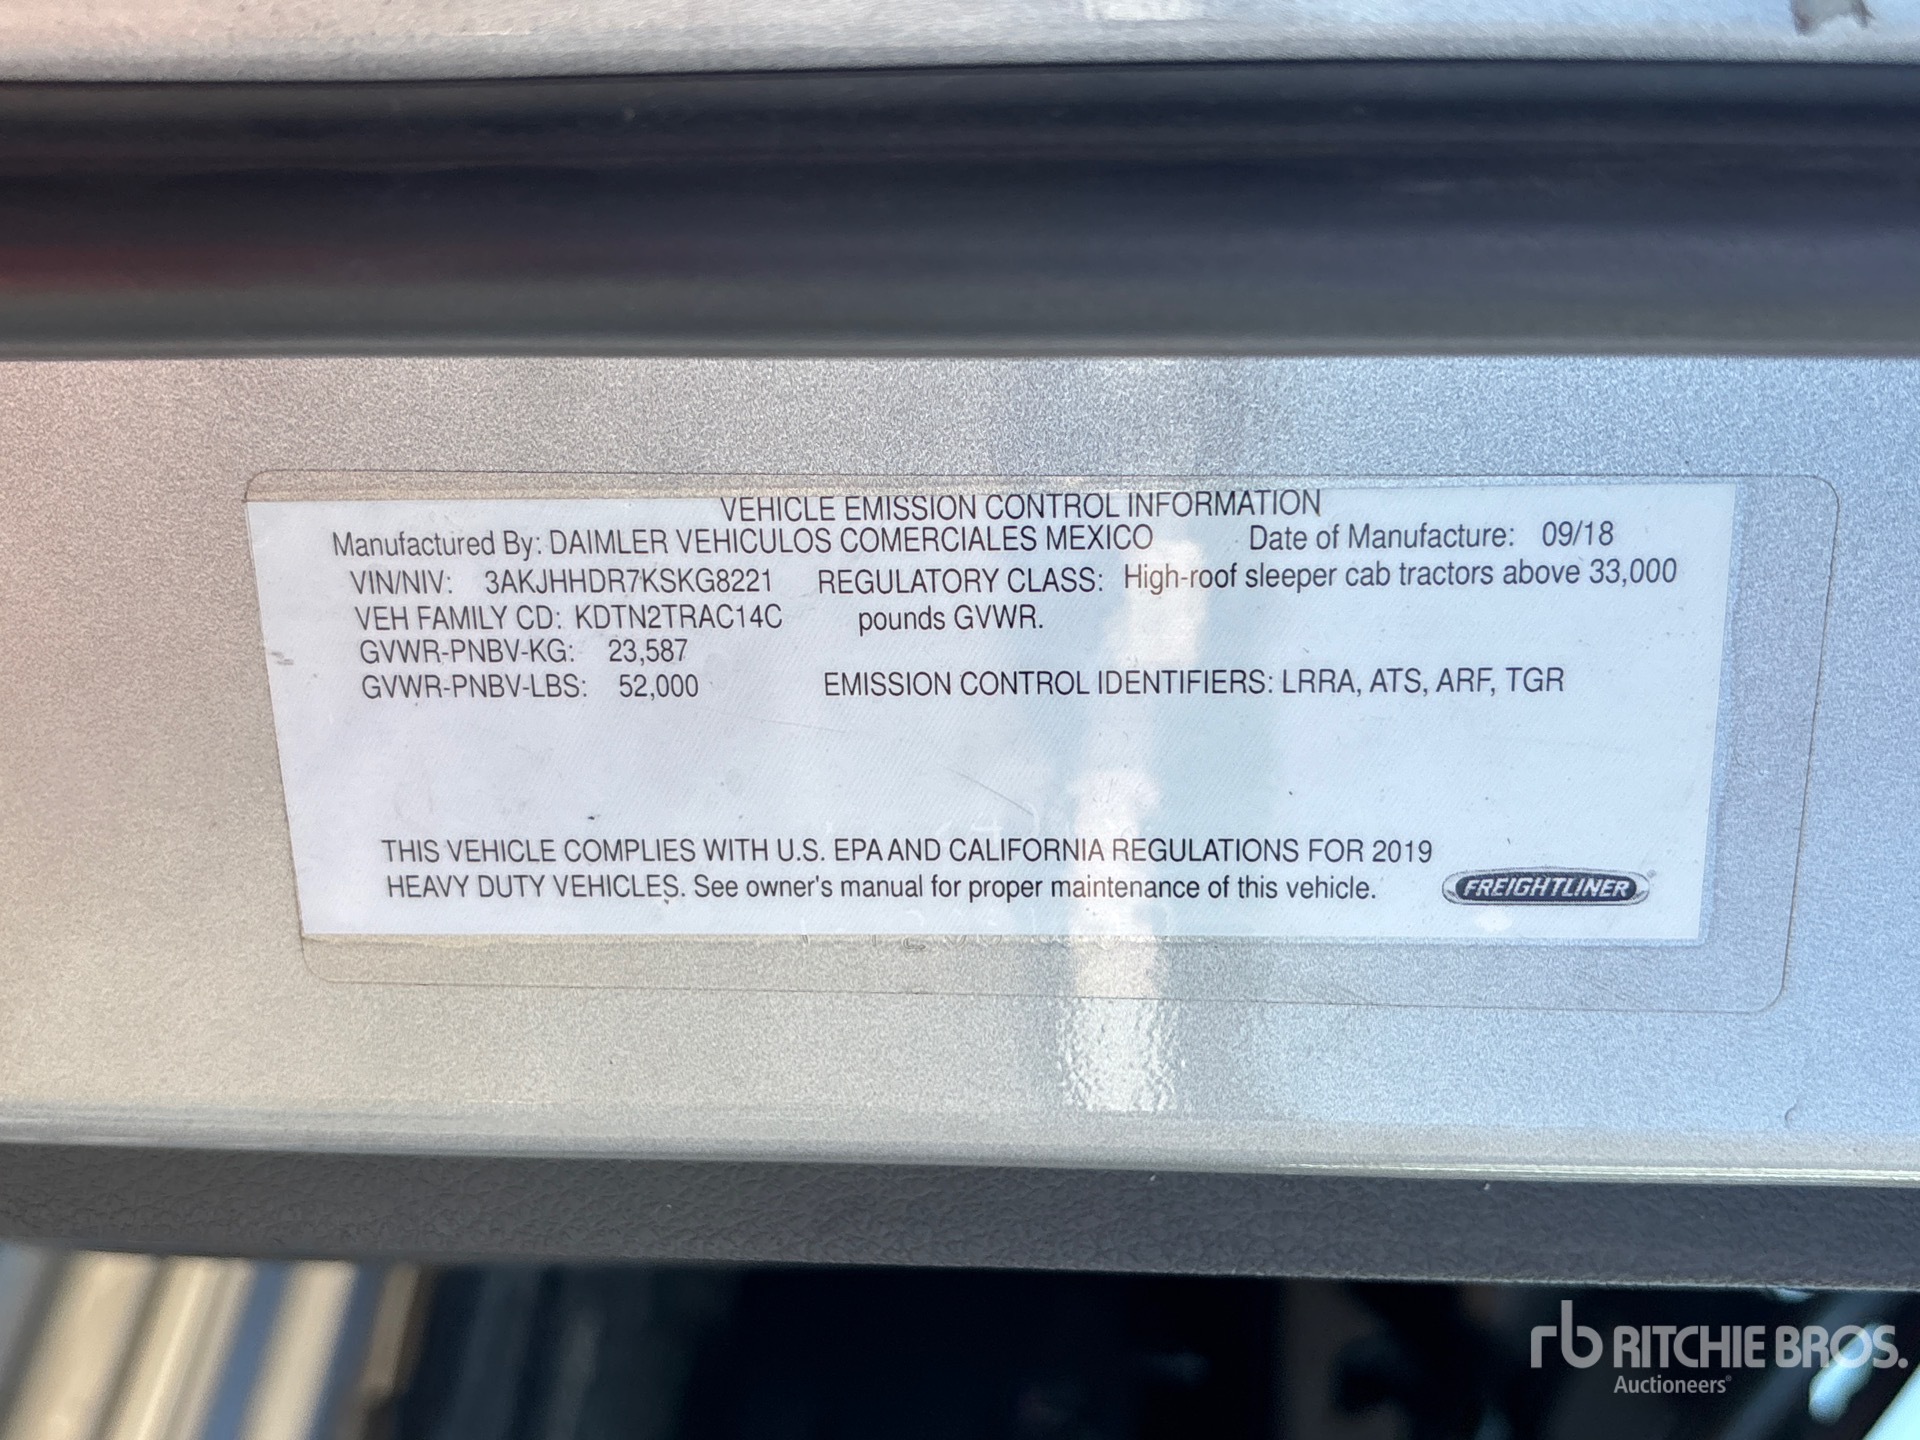 VEHICLE EMISSION CONTROL INFORMATION
Manufactured By: DAIMLER VEHICULOS COMERCIALES MEXICO Date of Manufacture: 09/18
VIN/NIV: 3AKJHHDR7KSKG8221 REGULATORY CLASS: High-roof sleeper cab tractors above 33,000
VEH FAMILY CD: KDTN2TRAC14C pounds GVWR.
GVWR-PNBV-KG: 23,587
GVWR-PNBV-LBS: 52,000 EMISSION CONTROL IDENTIFIERS: LRRA, ATS, ARF, TGR
THIS VEHICLE COMPLIES WITH U.S. EPA AND CALIFORNIA REGULATIONS FOR 2019
HEAVY DUTY VEHICLES. See owner's manual for proper maintenance of this vehicle.
FREIGHTLINER
rb RITCHIE BROS.
Auctioneers